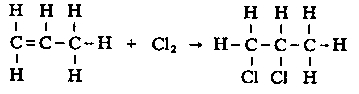 H H H H H H
C=C–C–H + Cl₂ → H–C–C–C→H
H H Cl Cl H